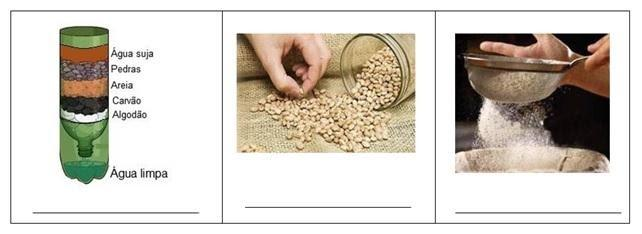 Água suja
Pedras
Areia
Carvão
Algodão
Água limpa